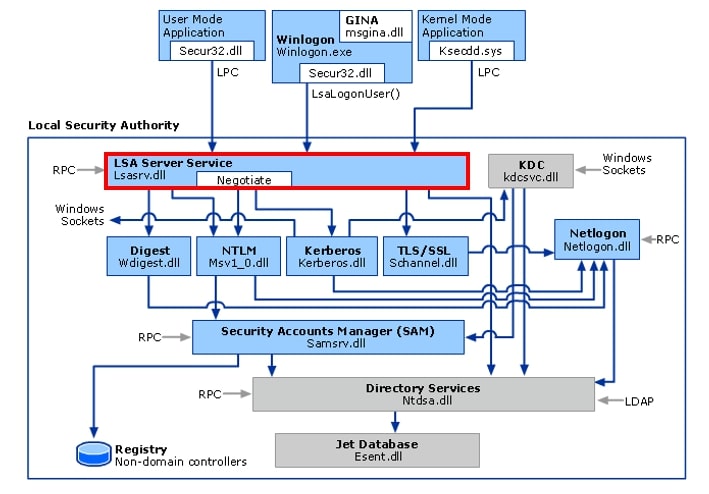 User Mode
Application
Secur32.dll
GINA
msgina.dll
Winlogon
Winlogon.exe
Secur32.dll
Kernel Mode
Application
Ksecdd.sys
LPC
LsaLogonUser()
LPC
Local Security Authority
RPC
LSA Server Service
Lsasrv.dll
Negotiate
KDC
kdcsvc.dll
Windows
Sockets
Windows
Sockets
Digest
Wdigest.dll
NTLM
Msv1_0.dll
Kerberos
Kerberos.dll
TLS/SSL
Schannel.dll
Netlogon
Netlogon.dll
RPC
RPC
Security Accounts Manager (SAM)
Samsrv.dll
RPC
Directory Services
Ntdsa.dll
LDAP
Registry
Non-domain controllers
Jet Database
Esent.dll